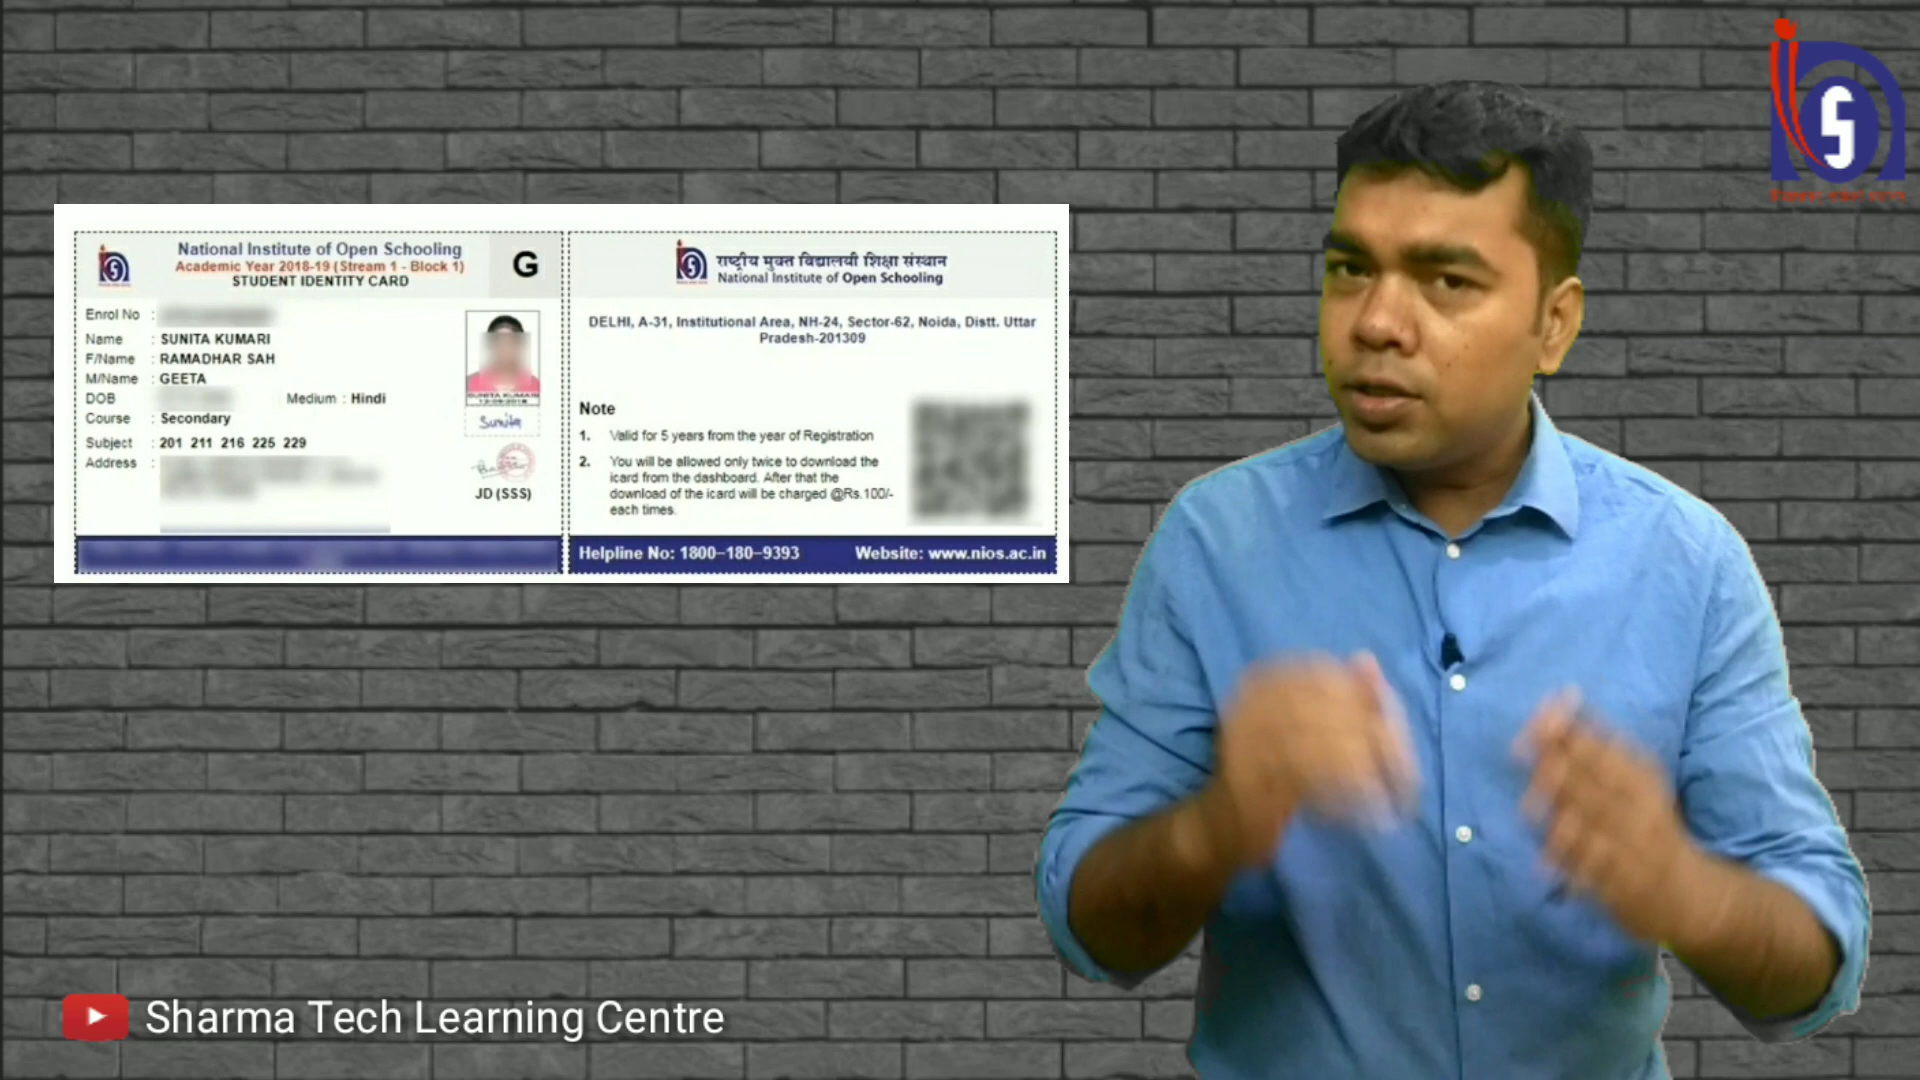 National Institute of Open Schooling
Academic Year 2018-19 (Stream 1 - Block 1)
STUDENT IDENTITY CARD
G
Enrol No :
Name : SUNITA KUMARI
F/Name : RAMADHAR SAH
M/Name : GEETA
DOB
Medium : Hindi
Course : Secondary
Subject : 201 211 216 225 229
Address :
SUNITA KUMARI
Sunita
JD (SSS)
राष्ट्रीय मुक्त विद्यालयी शिक्षा संस्थान
National Institute of Open Schooling
DELHI, A-31, Institutional Area, NH-24, Sector-62, Noida, Distt. Uttar
Pradesh-201309
Note
1. Valid for 5 years from the year of Registration
2. You will be allowed only twice to download the
icard from the dashboard. After that the
download of the icard will be charged @Rs.100/-
each times.
Helpline No: 1800-180-9393 Website: www.nios.ac.in
Sharma Tech Learning Centre